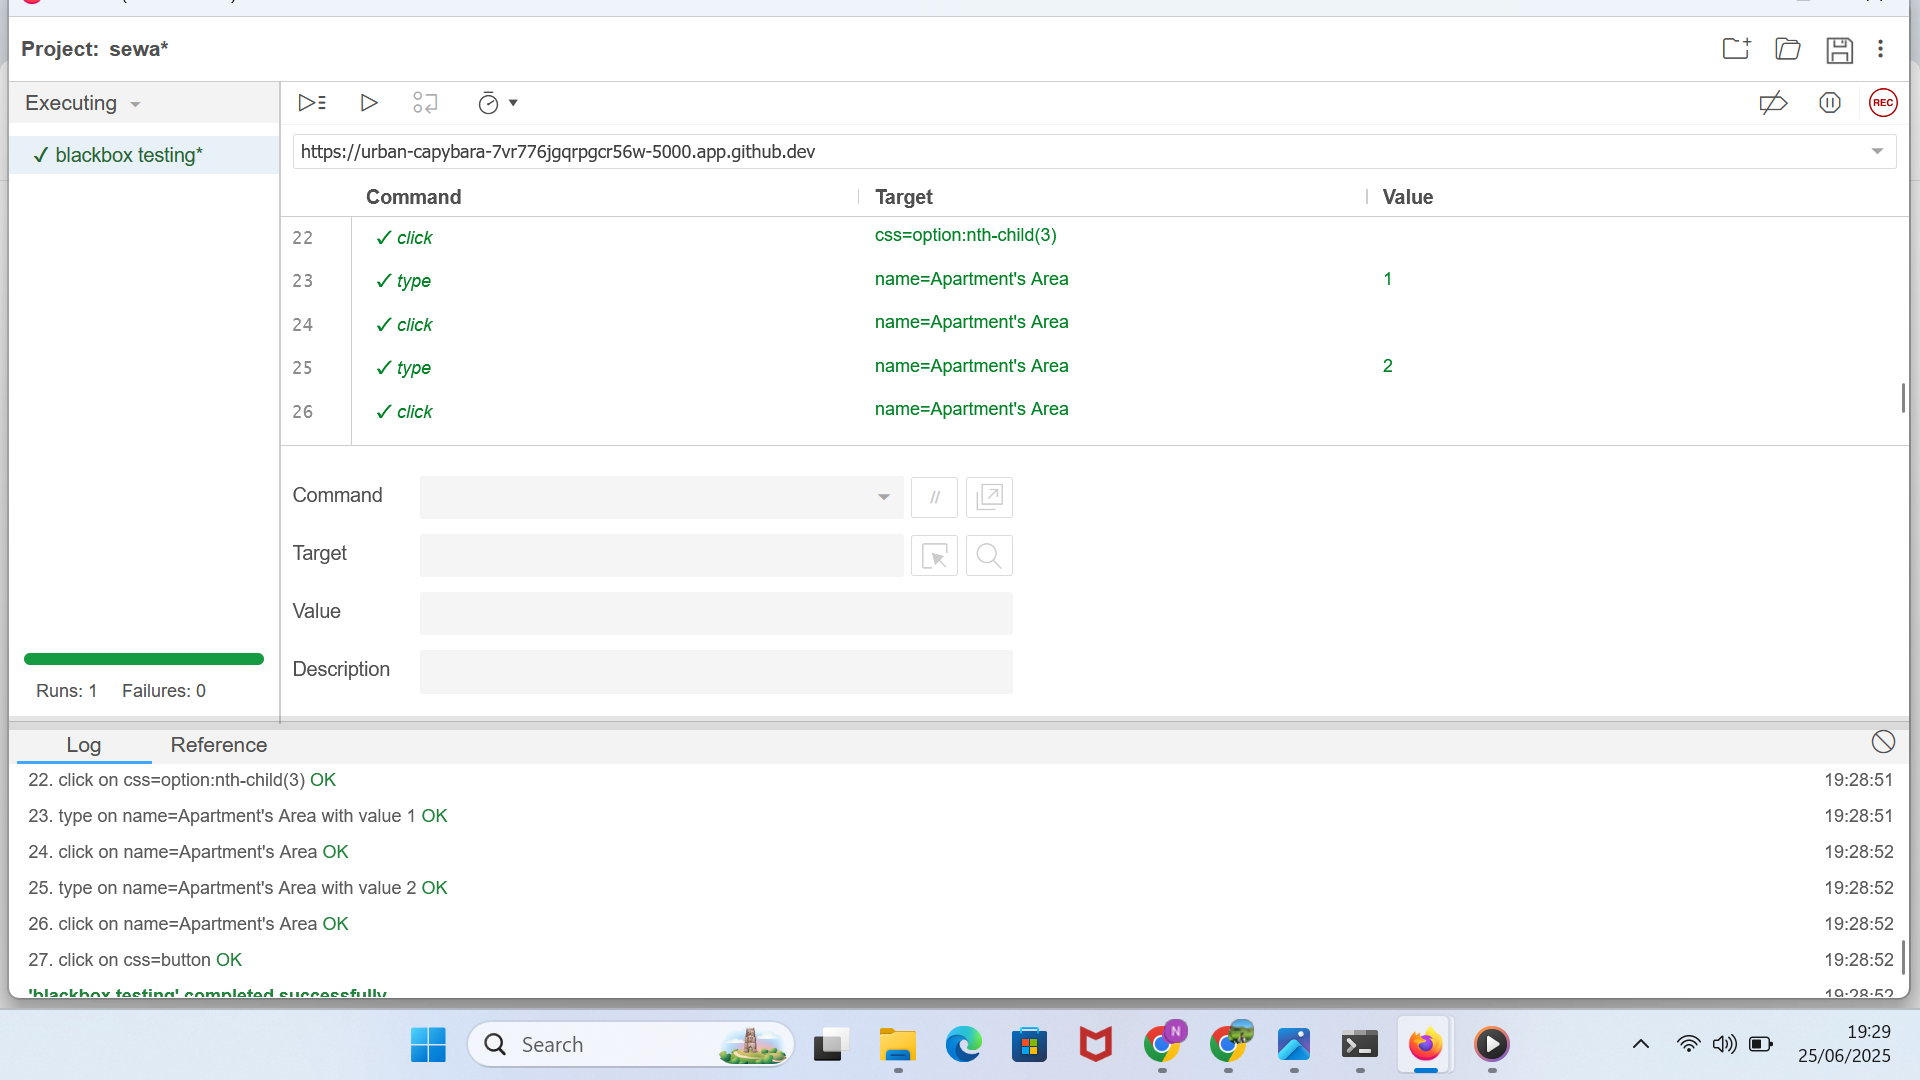 Project: sewa*
Executing
✓ blackbox testing*
REC
https://urban-capybara-7vr776jgqrpgcr56w-5000.app.github.dev
Command Target Value
22 ✓ click css=option:nth-child(3)
23 ✓ type name=Apartment's Area 1
24 ✓ click name=Apartment's Area
25 ✓ type name=Apartment's Area 2
26 ✓ click name=Apartment's Area
Command //
Target
Value
Description
Runs: 1 Failures: 0
Log Reference
22. click on css=option:nth-child(3) OK 19:28:51
23. type on name=Apartment's Area with value 1 OK 19:28:51
24. click on name=Apartment's Area OK 19:28:52
25. type on name=Apartment's Area with value 2 OK 19:28:52
26. click on name=Apartment's Area OK 19:28:52
27. click on css=button OK 19:28:52
'blackbox testing' completed successfully 19:28:52
Search
N
19:29
25/06/2025